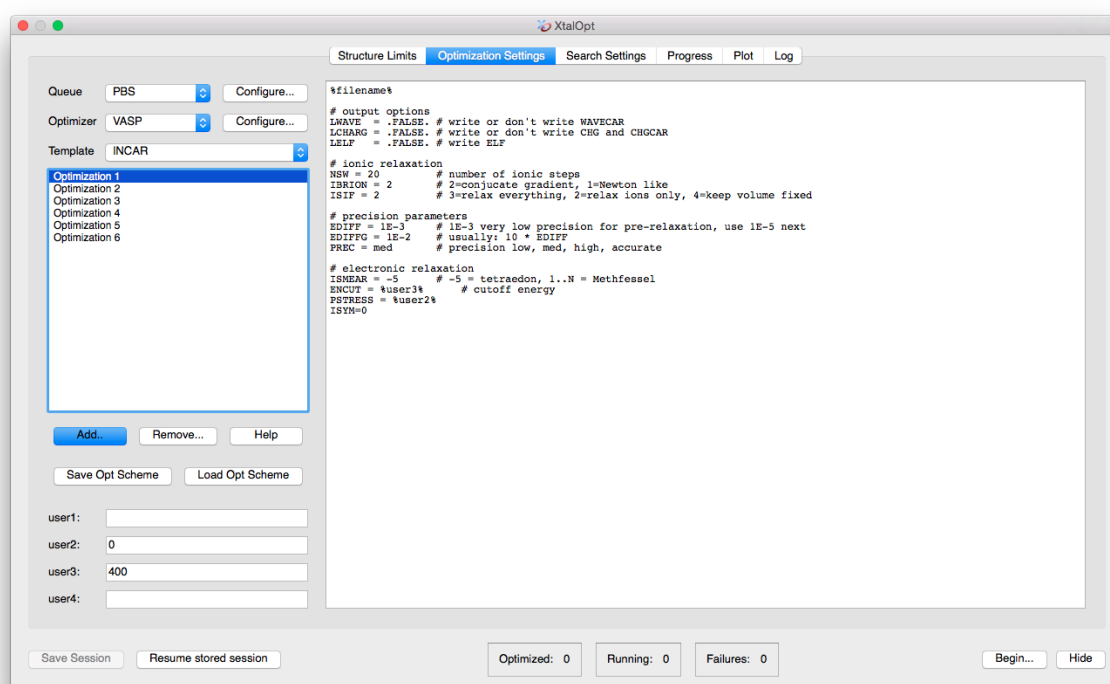 XtalOpt
Structure Limits Optimization Settings Search Settings Progress Plot Log
Queue PBS Configure...
Optimizer VASP Configure...
Template INCAR
Optimization 1
Optimization 2
Optimization 3
Optimization 4
Optimization 5
Optimization 6
Add.. Remove... Help
Save Opt Scheme Load Opt Scheme
user1:
user2: 0
user3: 400
user4:
%filename%
# output options
LWAVE = .FALSE. # write or don't write WAVECAR
LCHARG = .FALSE. # write or don't write CHG and CHGCAR
LELF = .FALSE. # write ELF
# ionic relaxation
NSW = 20 # number of ionic steps
IBRION = 2 # 2=conjucate gradient, 1=Newton like
ISIF = 2 # 3=relax everything, 2=relax ions only, 4=keep volume fixed
# precision parameters
EDIFF = 1E-3 # 1E-3 very low precision for pre-relaxation, use 1E-5 next
EDIFFG = 1E-2 # usually: 10 * EDIFF
PREC = med # precision low, med, high, accurate
# electronic relaxation
ISMEAR = -5 # -5 = tetraedon, 1..N = Methfessel
ENCUT = %user3% # cutoff energy
PSTRESS = %user2%
ISYM=0
Save Session Resume stored session Optimized: 0 Running: 0 Failures: 0 Begin... Hide